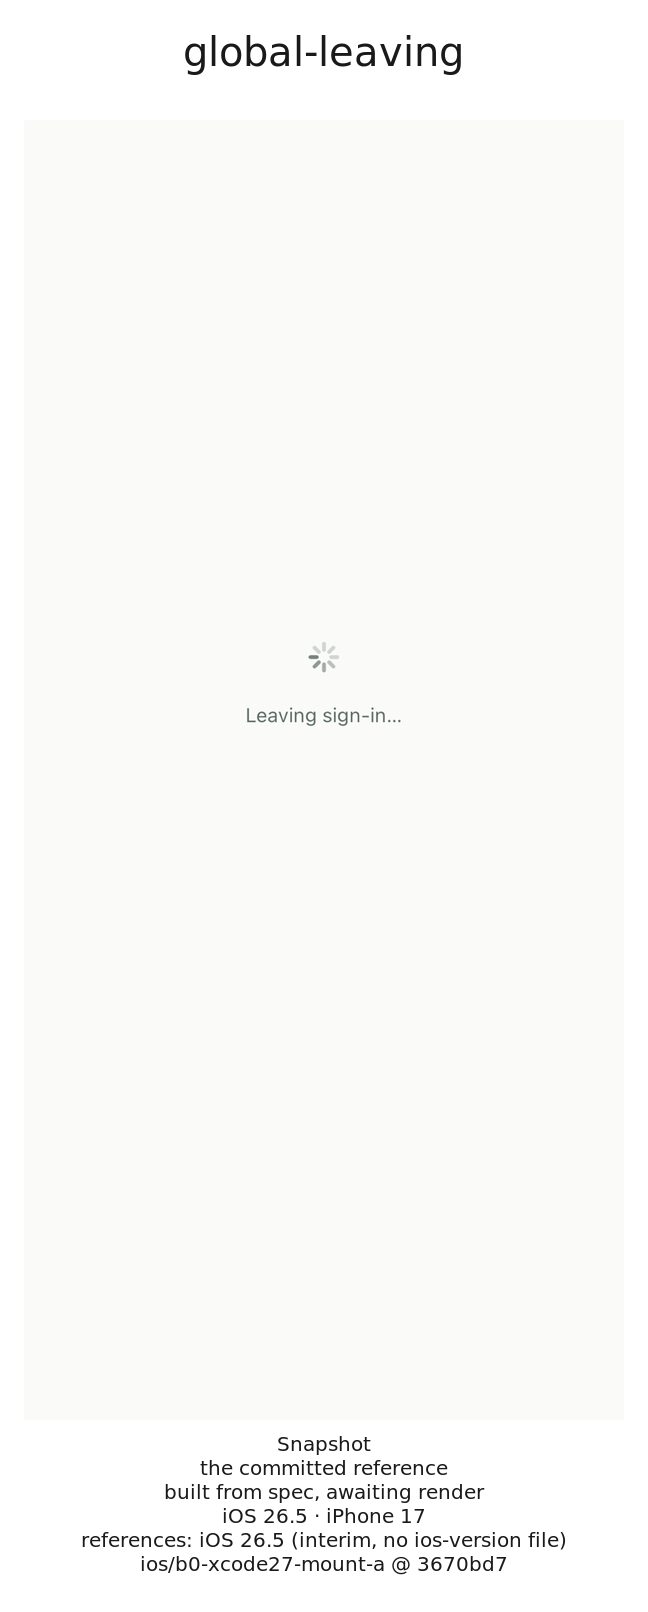 global-leaving
Leaving sign-in...
Snapshot
the committed reference
built from spec, awaiting render
iOS 26.5 · iPhone 17
references: iOS 26.5 (interim, no ios-version file)
ios/b0-xcode27-mount-a @ 3670bd7